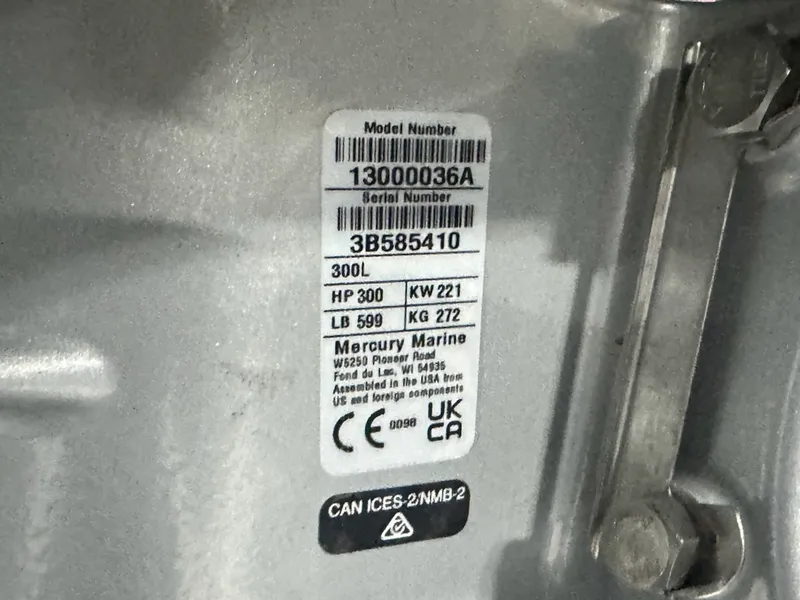 Model Number
13000036A
Serial Number
3B585410
300L
HP 300 KW 221
LB 599 KG 272
Mercury Marine
W6250 Pioneer Road
Fond du Lac, WI 54935
Assembled in the USA from
US and foreign components
CE 0098 UK
CA
CAN ICES-2/NMB-2